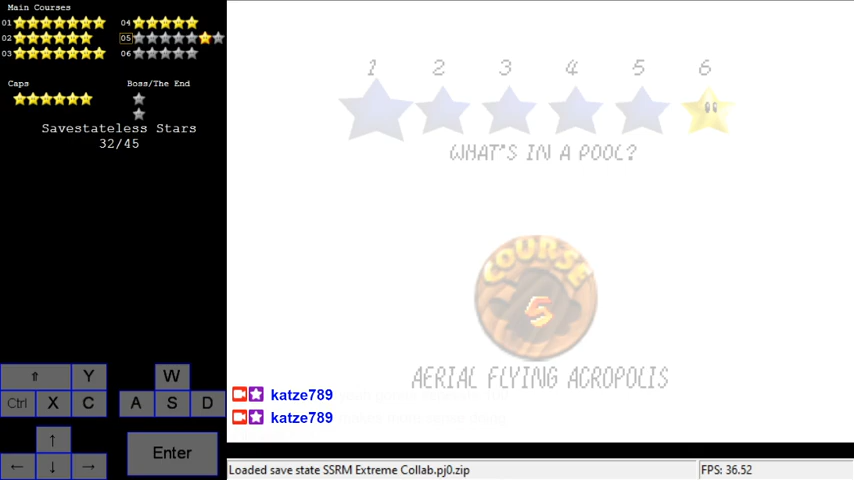 Main Courses
01
04
02
05
03
06
Caps
Boss/The End
Savestateless Stars
32/45
1 2 3 4 5 6
WHAT'S IN A POOL?
COURSE
5
AERIAL FLYING ACROPOLIS
katze789
katze789
⇑ Y W
Ctrl X C A S D
↑
← ↓ → Enter
Loaded save state SSRM Extreme Collab.pj0.zip
FPS: 36.52